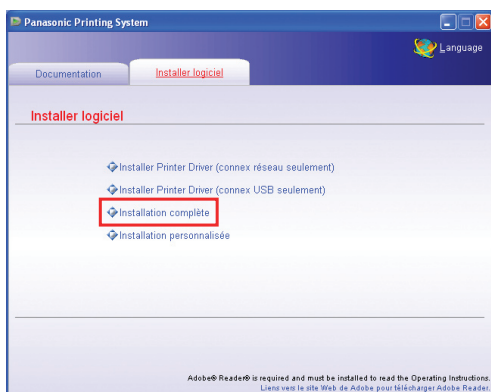 Panasonic Printing System
Language
Documentation
Installer logiciel
Installer logiciel
Installer Printer Driver (connex réseau seulement)
Installer Printer Driver (connex USB seulement)
Installation complète
Installation personnalisée
Adobe® Reader® is required and must be installed to read the Operating Instructions.
Liens vers le site Web de Adobe pour télécharger Adobe Reader.